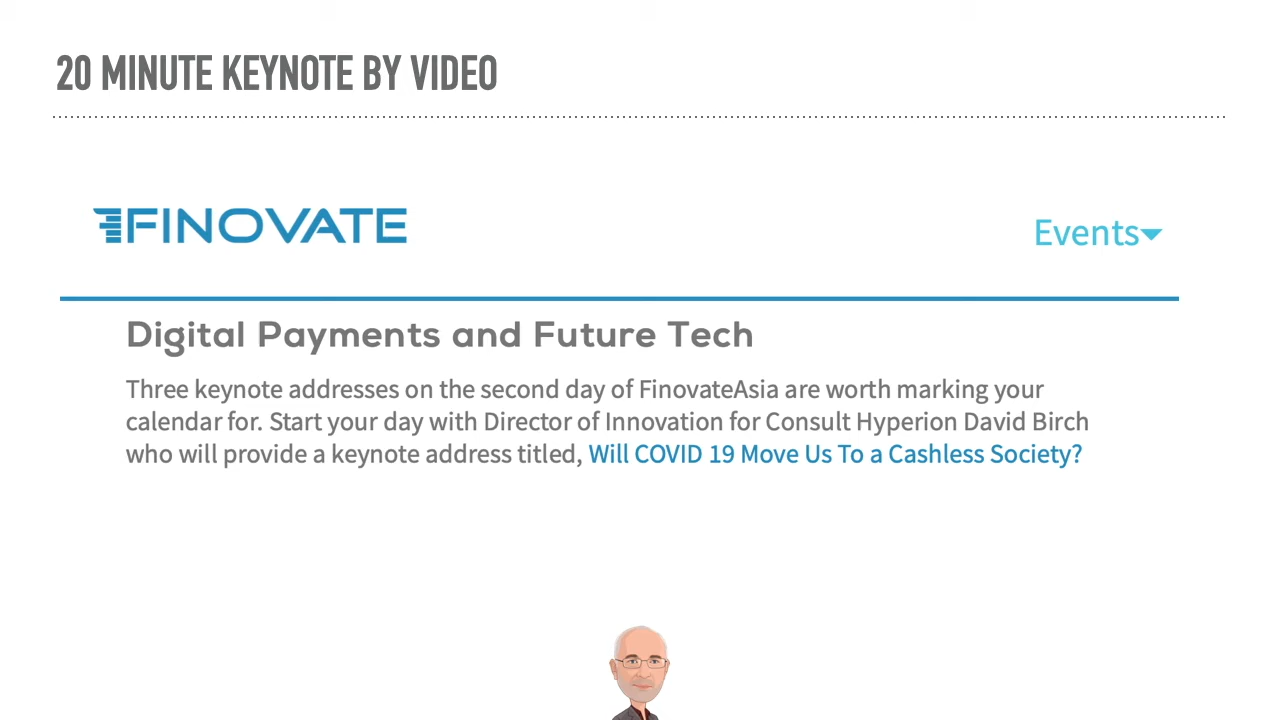 20 MINUTE KEYNOTE BY VIDEO
FINOVATE
Events
Digital Payments and Future Tech
Three keynote addresses on the second day of FinovateAsia are worth marking your
calendar for. Start your day with Director of Innovation for Consult Hyperion David Birch
who will provide a keynote address titled, Will COVID 19 Move Us To a Cashless Society?